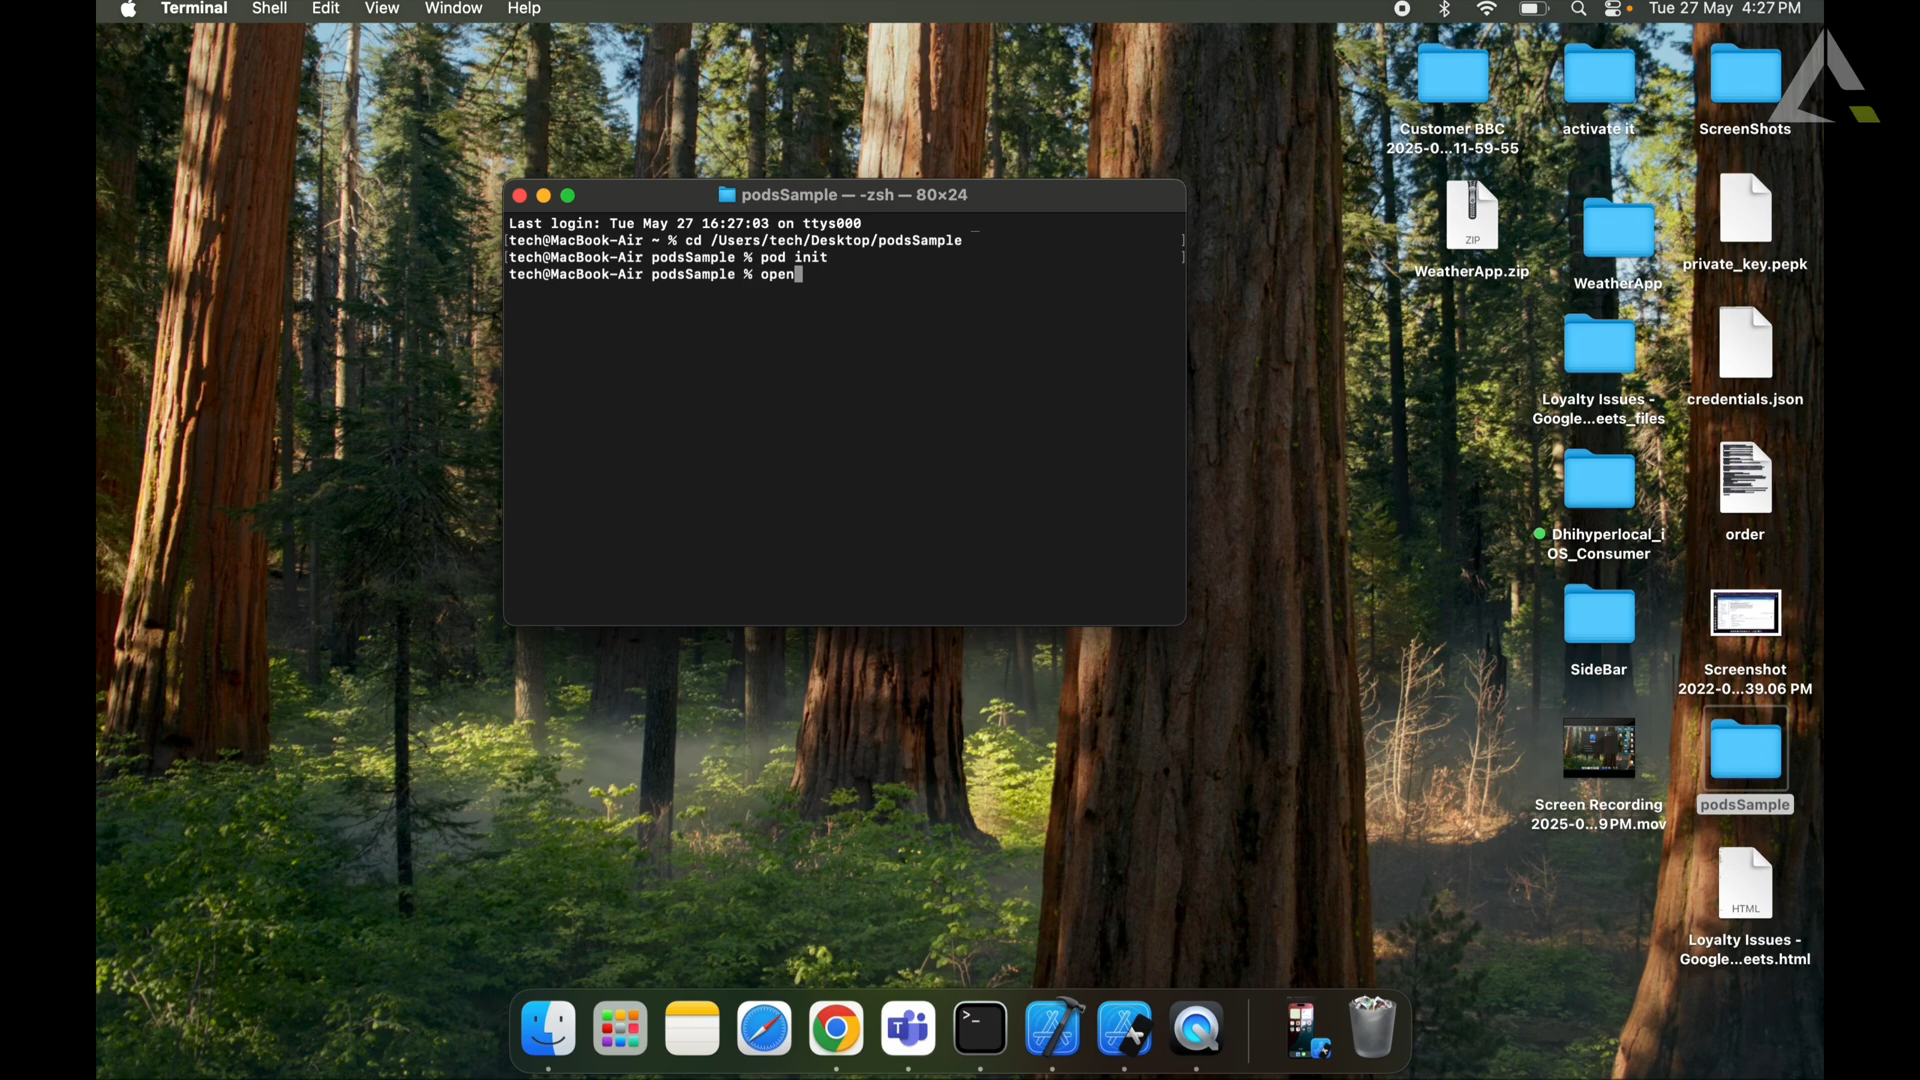 Terminal Shell Edit View Window Help Tue 27 May 4:27 PM
podsSample — -zsh — 80×24
Last login: Tue May 27 16:27:03 on ttys000
[tech@MacBook-Air ~ % cd /Users/tech/Desktop/podsSample ]
[tech@MacBook-Air podsSample % pod init ]
tech@MacBook-Air podsSample % open
Customer BBC
2025-0...11-59-55
activate it
ScreenShots
ZIP
WeatherApp.zip
WeatherApp
private_key.pepk
Loyalty Issues -
Google...eets_files
credentials.json
Dhihyperlocal_i
OS_Consumer
order
SideBar
Screenshot
2022-0...39.06 PM
Screen Recording
2025-0...9 PM.mov
podsSample
HTML
Loyalty Issues -
Google...eets.html